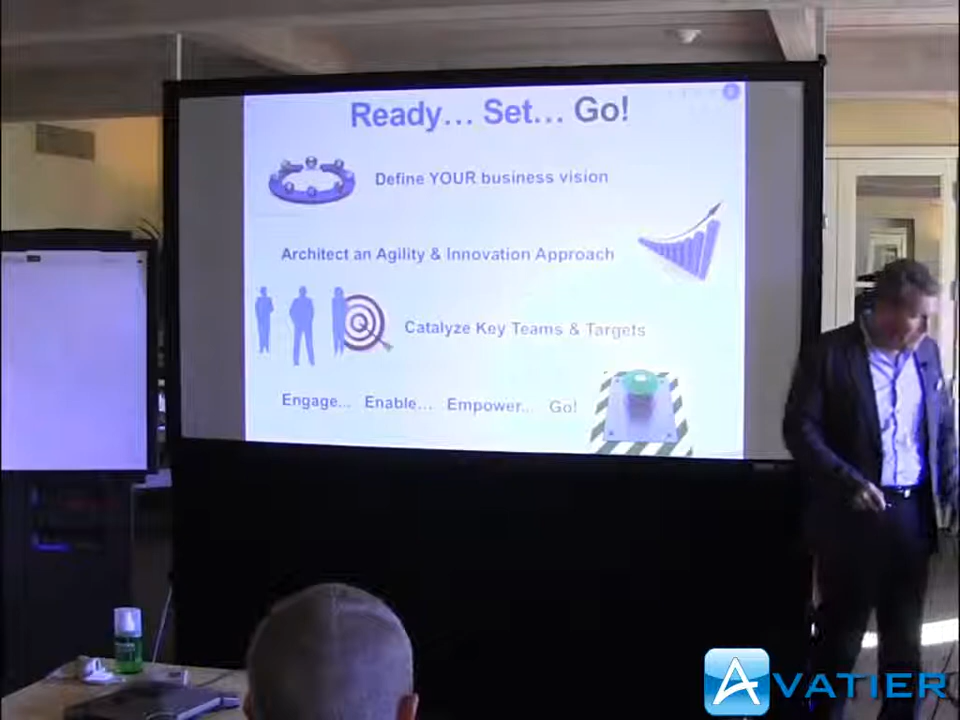 Ready... Set... Go!
Define YOUR business vision
Architect an Agility & Innovation Approach
Catalyze Key Teams & Targets
Engage... Enable... Empower... Go!
AVATIER